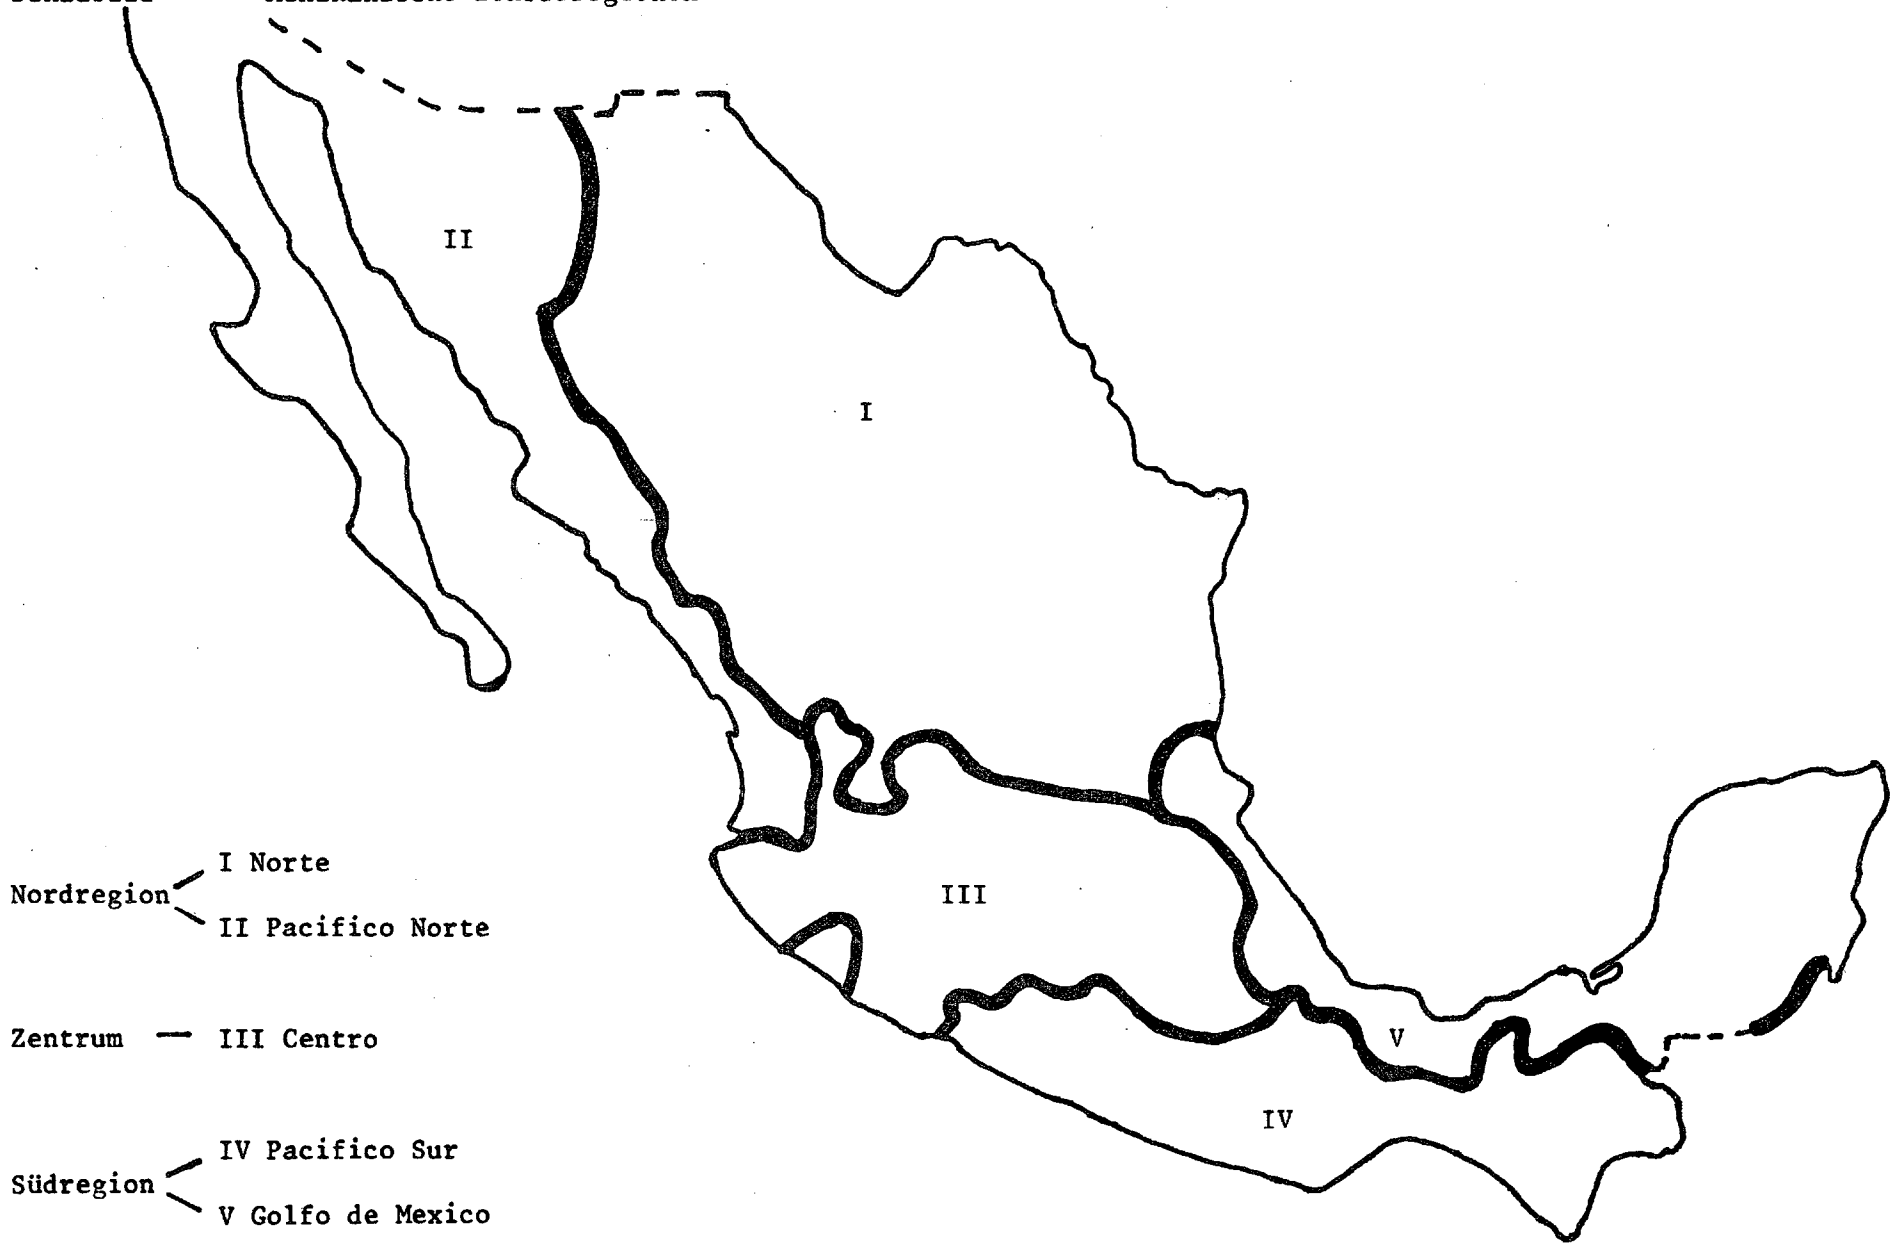 II
I
III
V
IV
I Norte
Nordregion
II Pacifico Norte
Zentrum — III Centro
IV Pacifico Sur
Südregion
V Golfo de Mexico